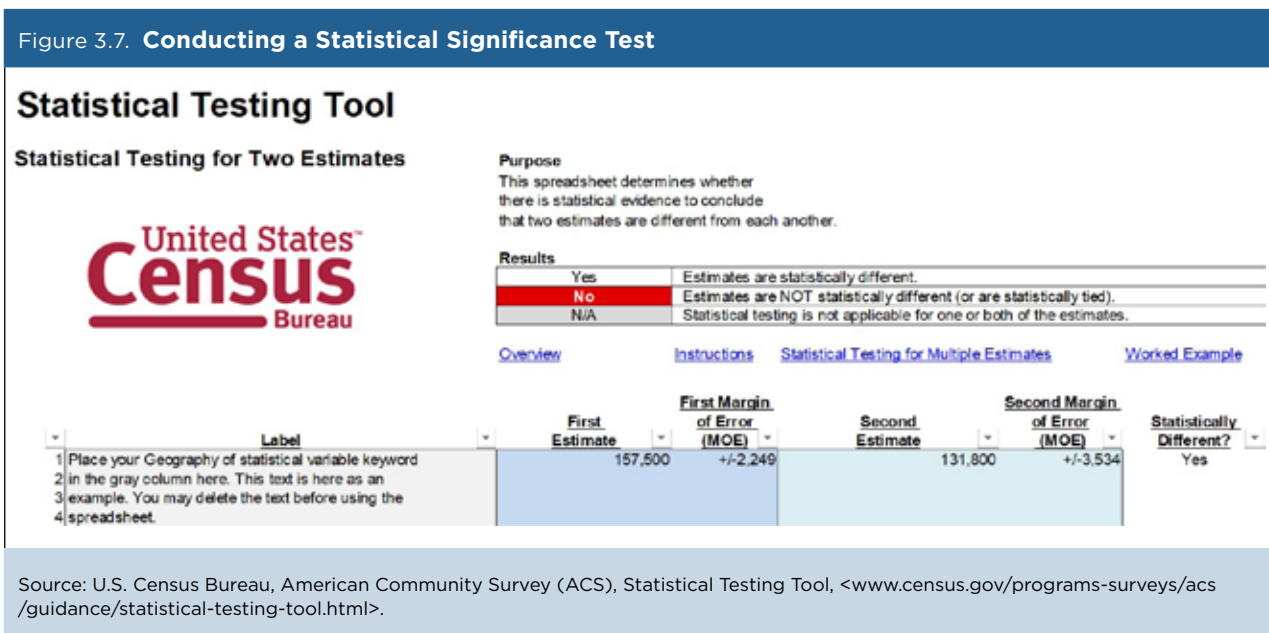 Figure 3.7. Conducting a Statistical Significance Test
Statistical Testing Tool
Statistical Testing for Two Estimates
United States™
Census
Bureau
Purpose
This spreadsheet determines whether
there is statistical evidence to conclude
that two estimates are different from each another.
Results
Yes Estimates are statistically different.
No Estimates are NOT statistically different (or are statistically tied).
N/A Statistical testing is not applicable for one or both of the estimates.
Overview Instructions Statistical Testing for Multiple Estimates Worked Example
Label First Estimate First Margin of Error (MOE) Second Estimate Second Margin of Error (MOE) Statistically Different?
1 Place your Geography of statistical variable keyword 157,500 +/-2,249 131,800 +/-3,534 Yes
2 in the gray column here. This text is here as an
3 example. You may delete the text before using the
4 spreadsheet.
Source: U.S. Census Bureau, American Community Survey (ACS), Statistical Testing Tool, <www.census.gov/programs-surveys/acs
/guidance/statistical-testing-tool.html>.